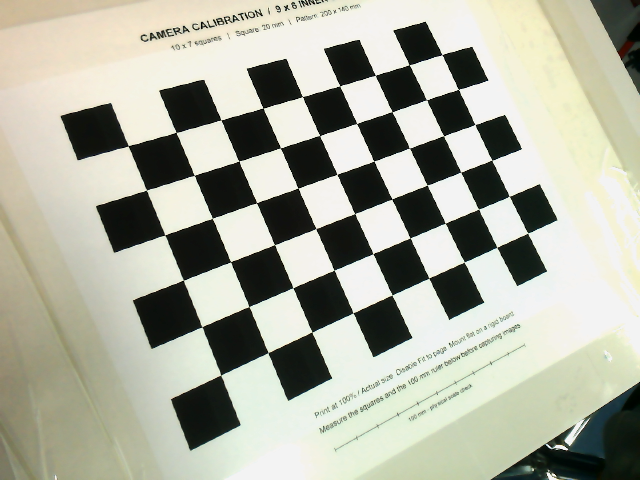 CAMERA CALIBRATION / 9 x 6 INNER
10 x 7 squares | Square: 20 mm | Pattern: 200 x 140 mm
Print at 100% / Actual size. Disable Fit to page. Mount flat on a rigid board.
Measure the squares and the 100 mm ruler below before capturing images.
100 mm - physical scale check